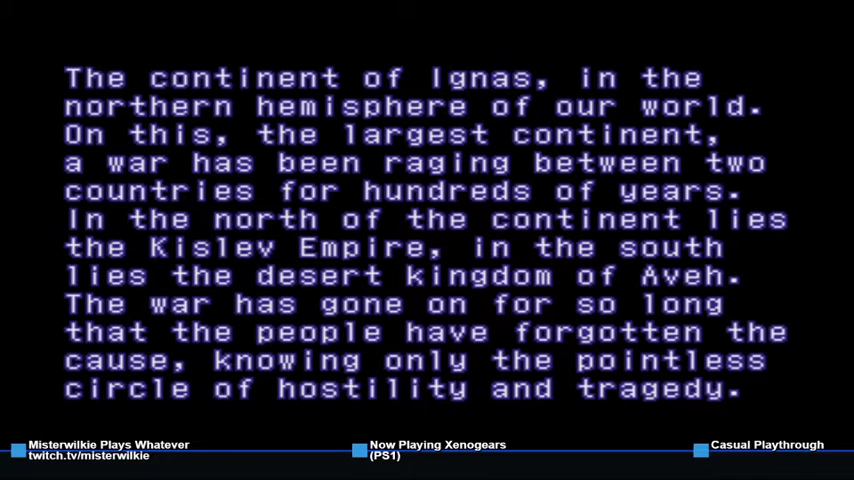 The continent of Ignas, in the
northern hemisphere of our world.
On this, the largest continent,
a war has been raging between two
countries for hundreds of years.
In the north of the continent lies
the Kislev Empire, in the south
lies the desert kingdom of Aveh.
The war has gone on for so long
that the people have forgotten the
cause, knowing only the pointless
circle of hostility and tragedy.
Misterwilkie Plays Whatever
twitch.tv/misterwilkie
Now Playing Xenogears
(PS1)
Casual Playthrough